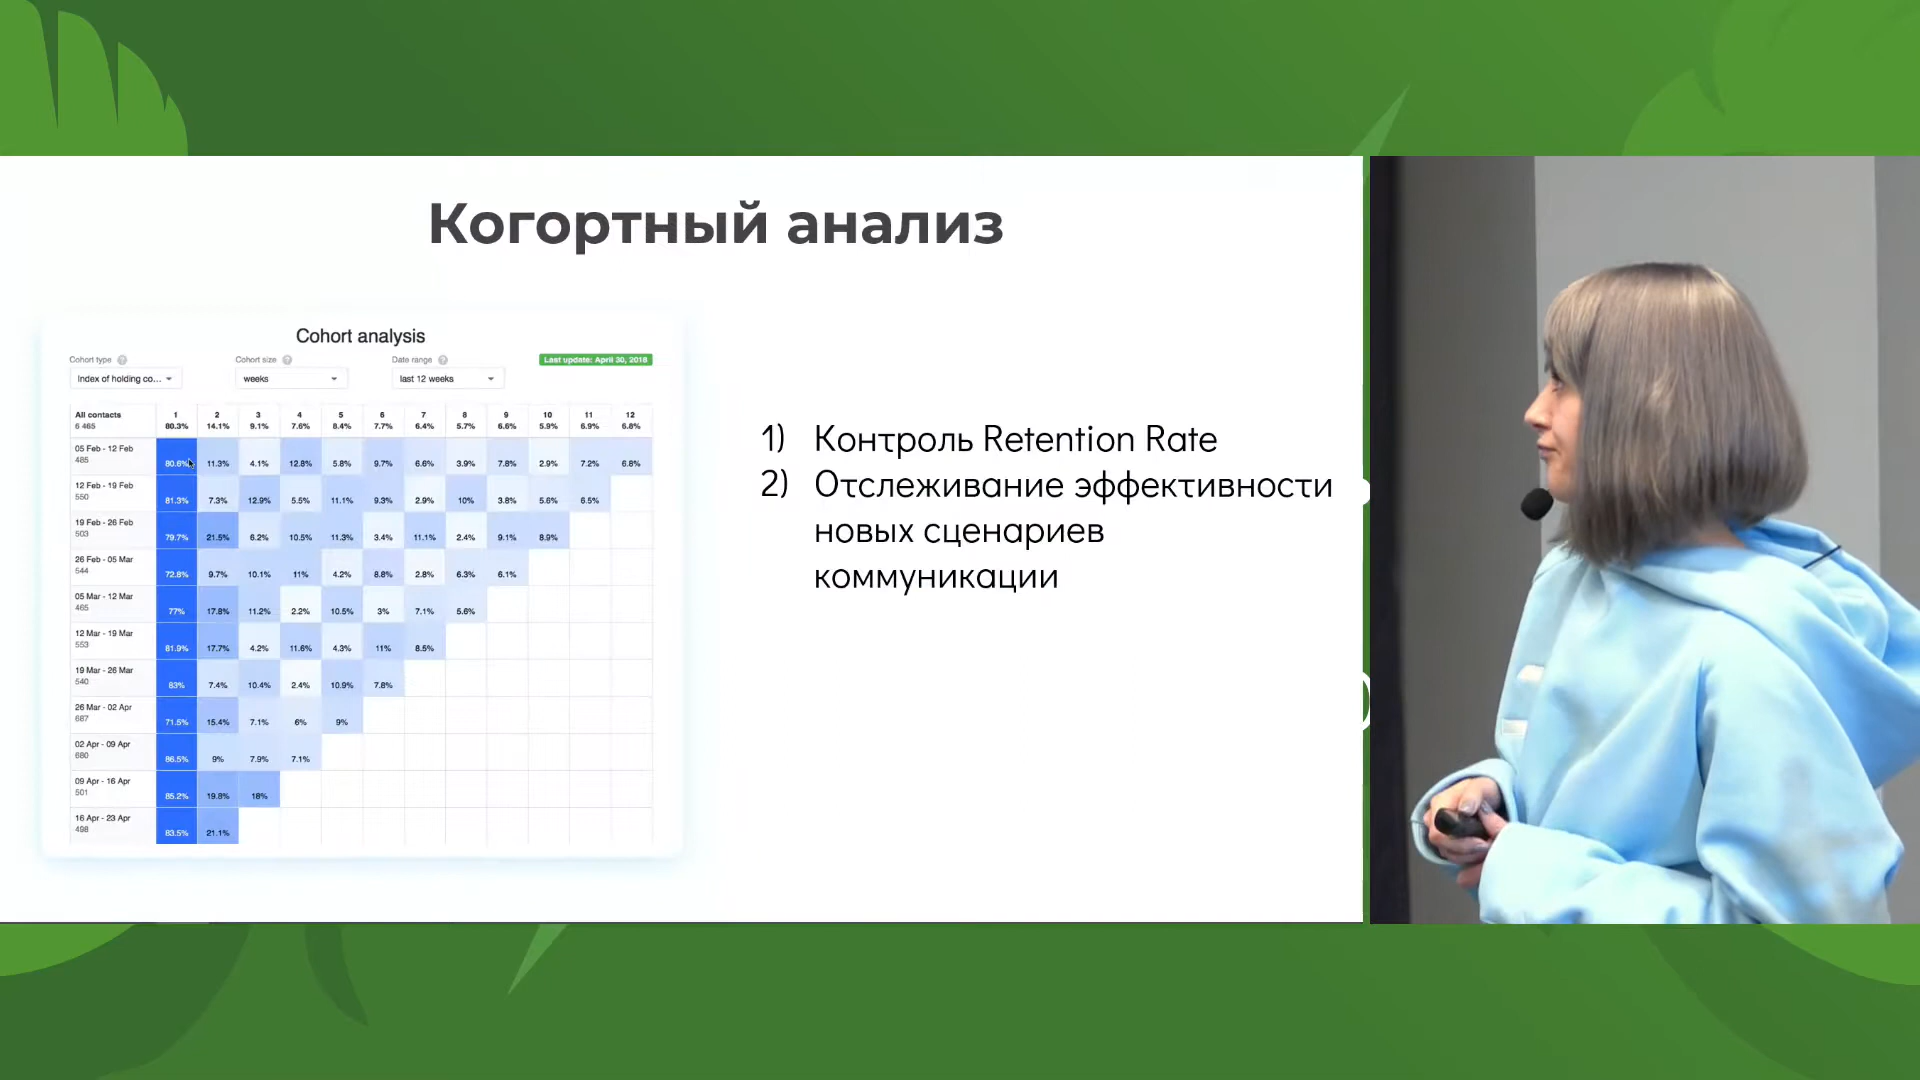 Когортный анализ
Cohort analysis
Cohort type ?
Cohort size ?
Date range ?
Last update: April 30, 2018
Index of holding co...
weeks
last 12 weeks
All contacts 1 2 3 4 5 6 7 8 9 10 11 12
6 465 80.3% 14.1% 9.1% 7.6% 8.4% 7.7% 6.4% 5.7% 6.6% 5.9% 6.9% 6.8%
05 Feb - 12 Feb
485 80.6% 11.3% 4.1% 12.8% 5.8% 9.7% 6.6% 3.9% 7.8% 2.9% 7.2% 6.8%
12 Feb - 19 Feb
550 81.3% 7.3% 12.9% 5.5% 11.1% 9.3% 2.9% 10% 3.8% 5.6% 6.5%
19 Feb - 26 Feb
503 79.7% 21.5% 6.2% 10.5% 11.3% 3.4% 11.1% 2.4% 9.1% 8.9%
26 Feb - 05 Mar
544 72.8% 9.7% 10.1% 11% 4.2% 8.8% 2.8% 6.3% 6.1%
05 Mar - 12 Mar
465 77% 17.8% 11.2% 2.2% 10.5% 3% 7.1% 5.6%
12 Mar - 19 Mar
553 81.9% 17.7% 4.2% 11.6% 4.3% 11% 8.5%
19 Mar - 26 Mar
540 83% 7.4% 10.4% 2.4% 10.9% 7.8%
26 Mar - 02 Apr
687 71.5% 15.4% 7.1% 6% 9%
02 Apr - 09 Apr
680 86.5% 9% 7.9% 7.1%
09 Apr - 16 Apr
501 85.2% 19.8% 18%
16 Apr - 23 Apr
498 83.5% 21.1%
1) Контроль Retention Rate
2) Отслеживание эффективности
новых сценариев
коммуникации